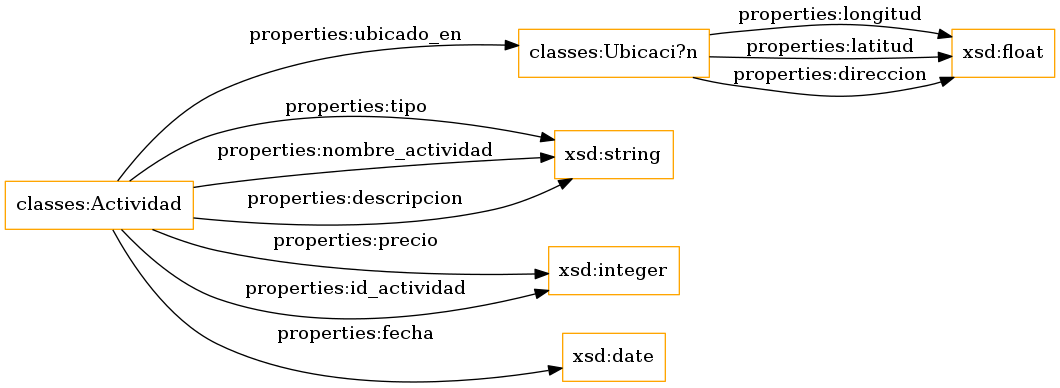 properties:longitud
properties:ubicado_en
properties:latitud
classes:Ubicaci?n
xsd:float
properties:direccion
properties:tipo
properties:nombre_actividad
xsd:string
properties:descripcion
classes:Actividad
properties:precio
xsd:integer
properties:id_actividad
properties:fecha
xsd:date